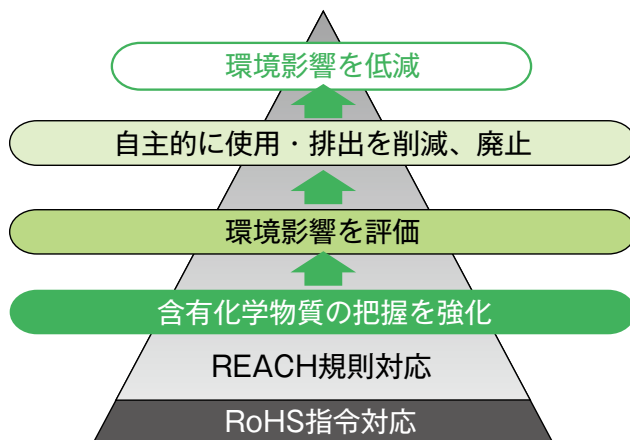 環境影響を低減
自主的に使用・排出を削減、廃止
環境影響を評価
含有化学物質の把握を強化
REACH規則対応
RoHS指令対応